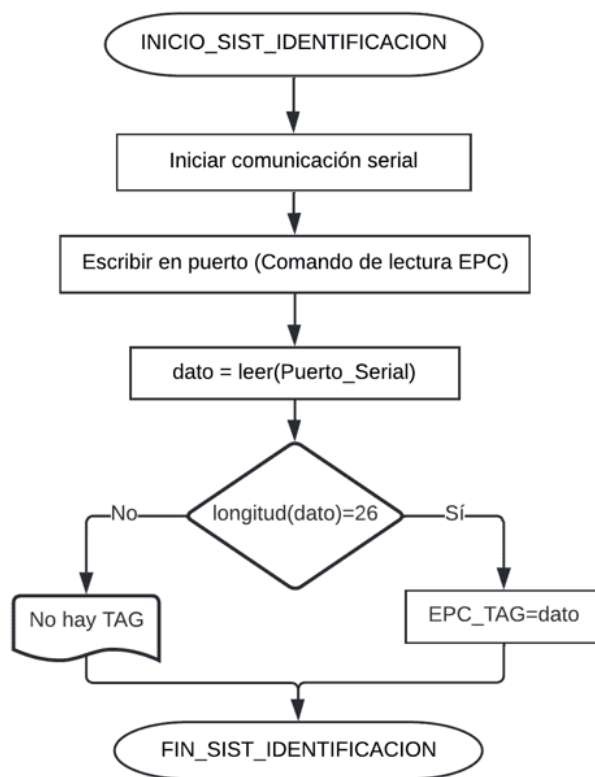 INICIO_SIST_IDENTIFICACION
Iniciar comunicación serial
Escribir en puerto (Comando de lectura EPC)
dato = leer(Puerto_Serial)
longitud(dato)=26
No
Sí
No hay TAG
EPC_TAG=dato
FIN_SIST_IDENTIFICACION